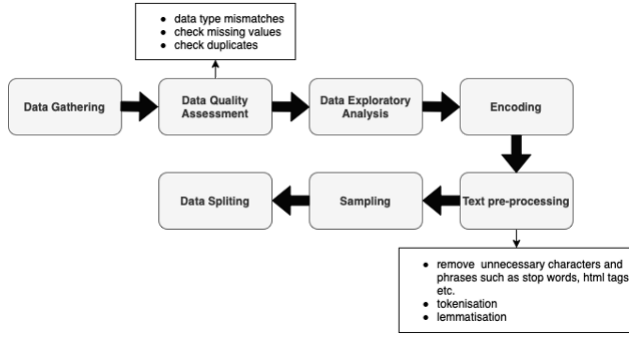 • data type mismatches
• check missing values
• check duplicates
Data Gathering
Data Quality
Assessment
Data Exploratory
Analysis
Encoding
Data Spliting
Sampling
Text pre-processing
• remove unnecessary characters and
phrases such as stop words, html tags
etc.
• tokenisation
• lemmatisation